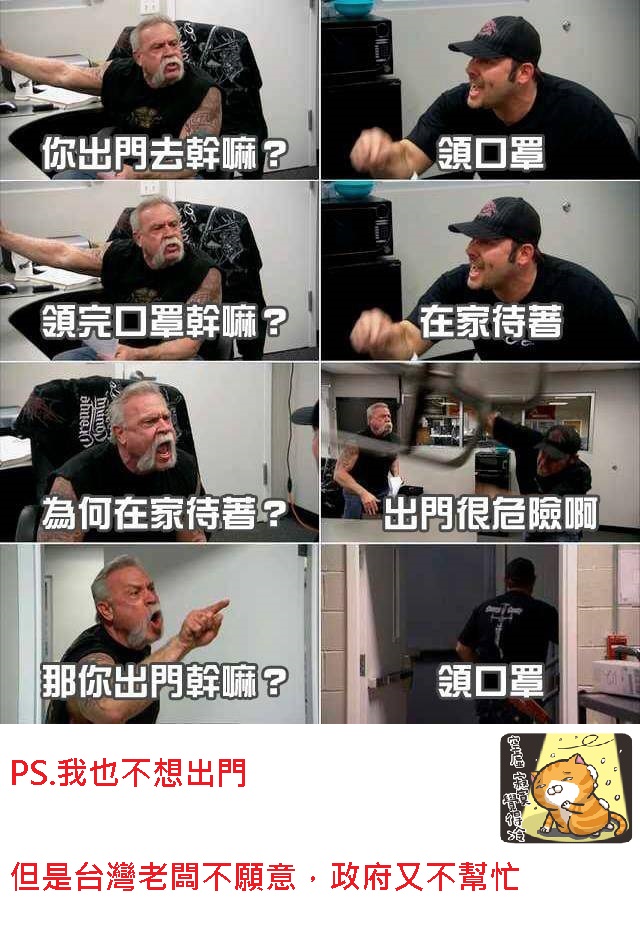 你出門去幹嘛？
領口罩
領完口罩幹嘛？
在家待著
為何在家待著？
出門很危險啊
那你出門幹嘛？
領口罩
PS.我也不想出門
但是台灣老闆不願意，政府又不幫忙